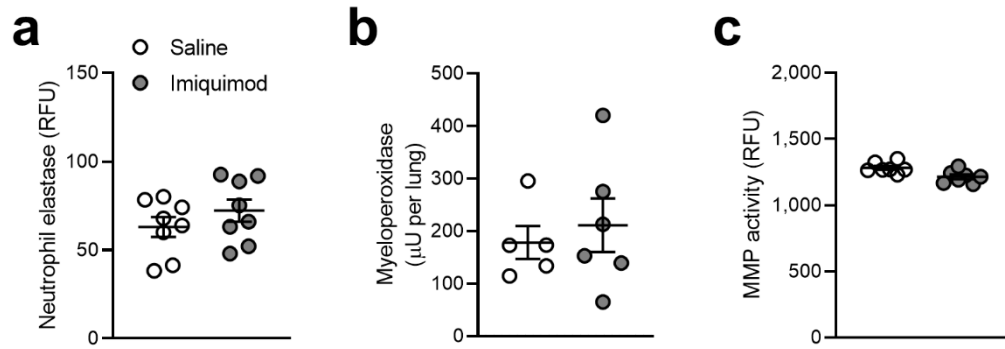 a
Saline
Imiquimod
Neutrophil elastase (RFU)
150
100
50
0
b
Myeloperoxidase
(μU per lung)
500
400
300
200
100
0
c
MMP activity (RFU)
2,000
1,500
1,000
500
0